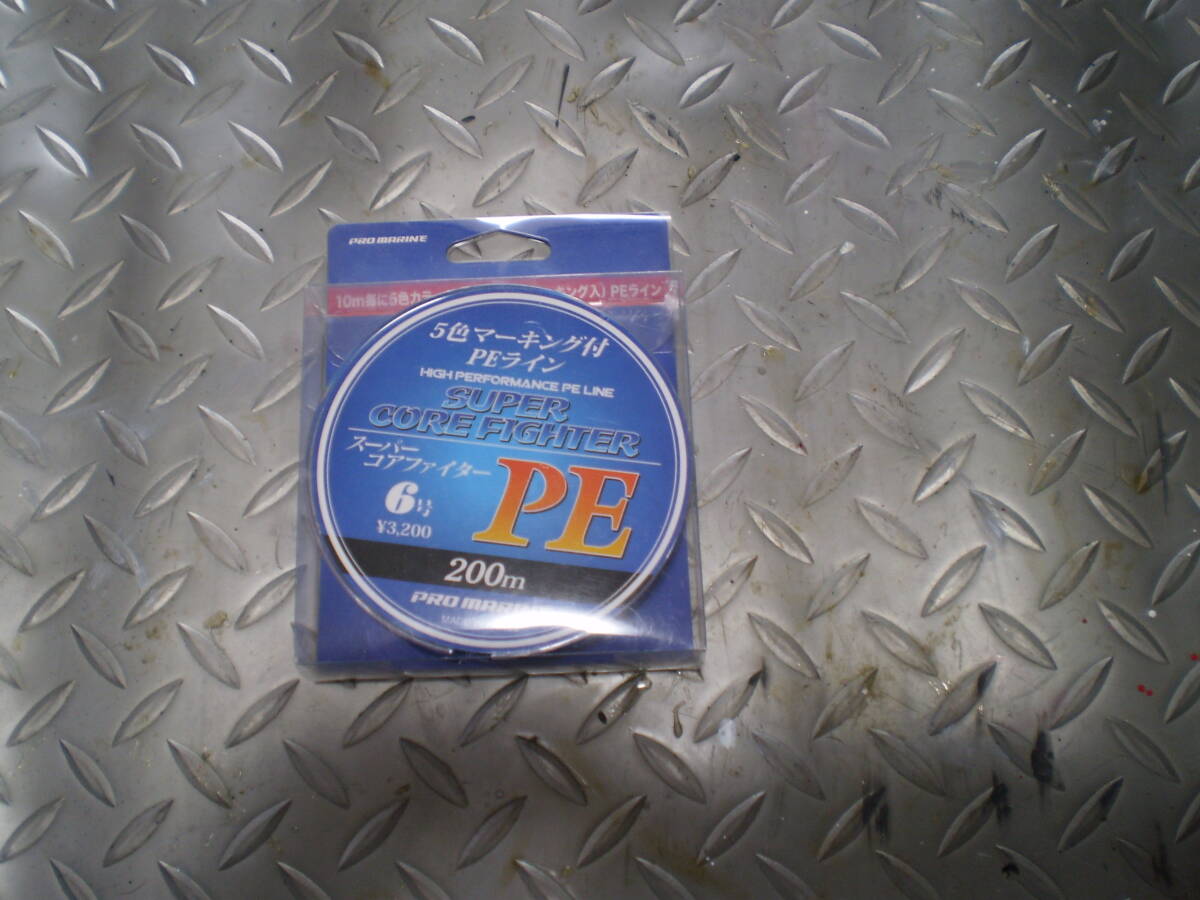 PRO MARINE
10m毎に5色カラー キング入) PEライン
5色マーキング付
PEライン
HIGH PERFORMANCE PE LINE
SUPER
CORE FIGHTER
スーパー
コアファイター
PE
6号
¥3,200
200m
PRO MARINE